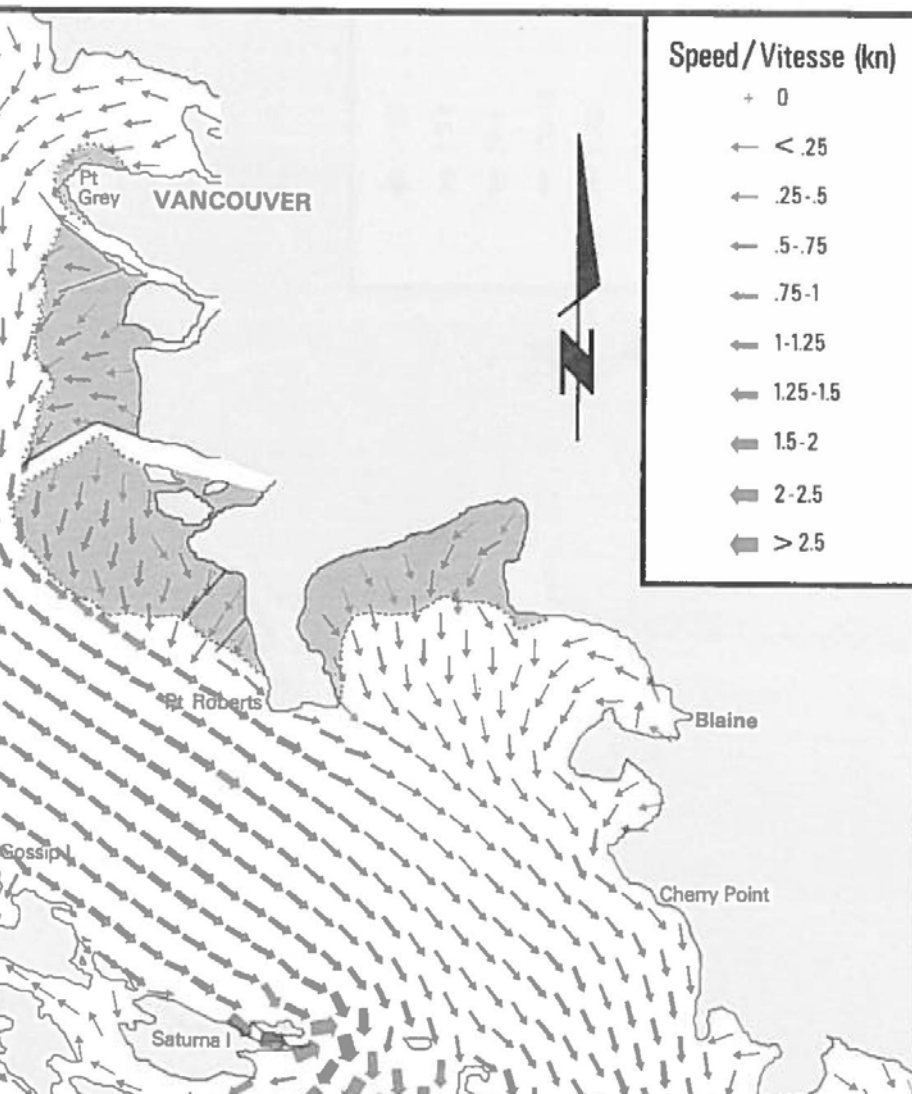 Speed/Vitesse (kn)
0
< .25
.25-.5
.5-.75
.75-1
1-1.25
1.25-1.5
1.5-2
2-2.5
> 2.5
Pt
Grey
VANCOUVER
N
Pt Roberts
Blaine
Gossip I
Cherry Point
Saturna I